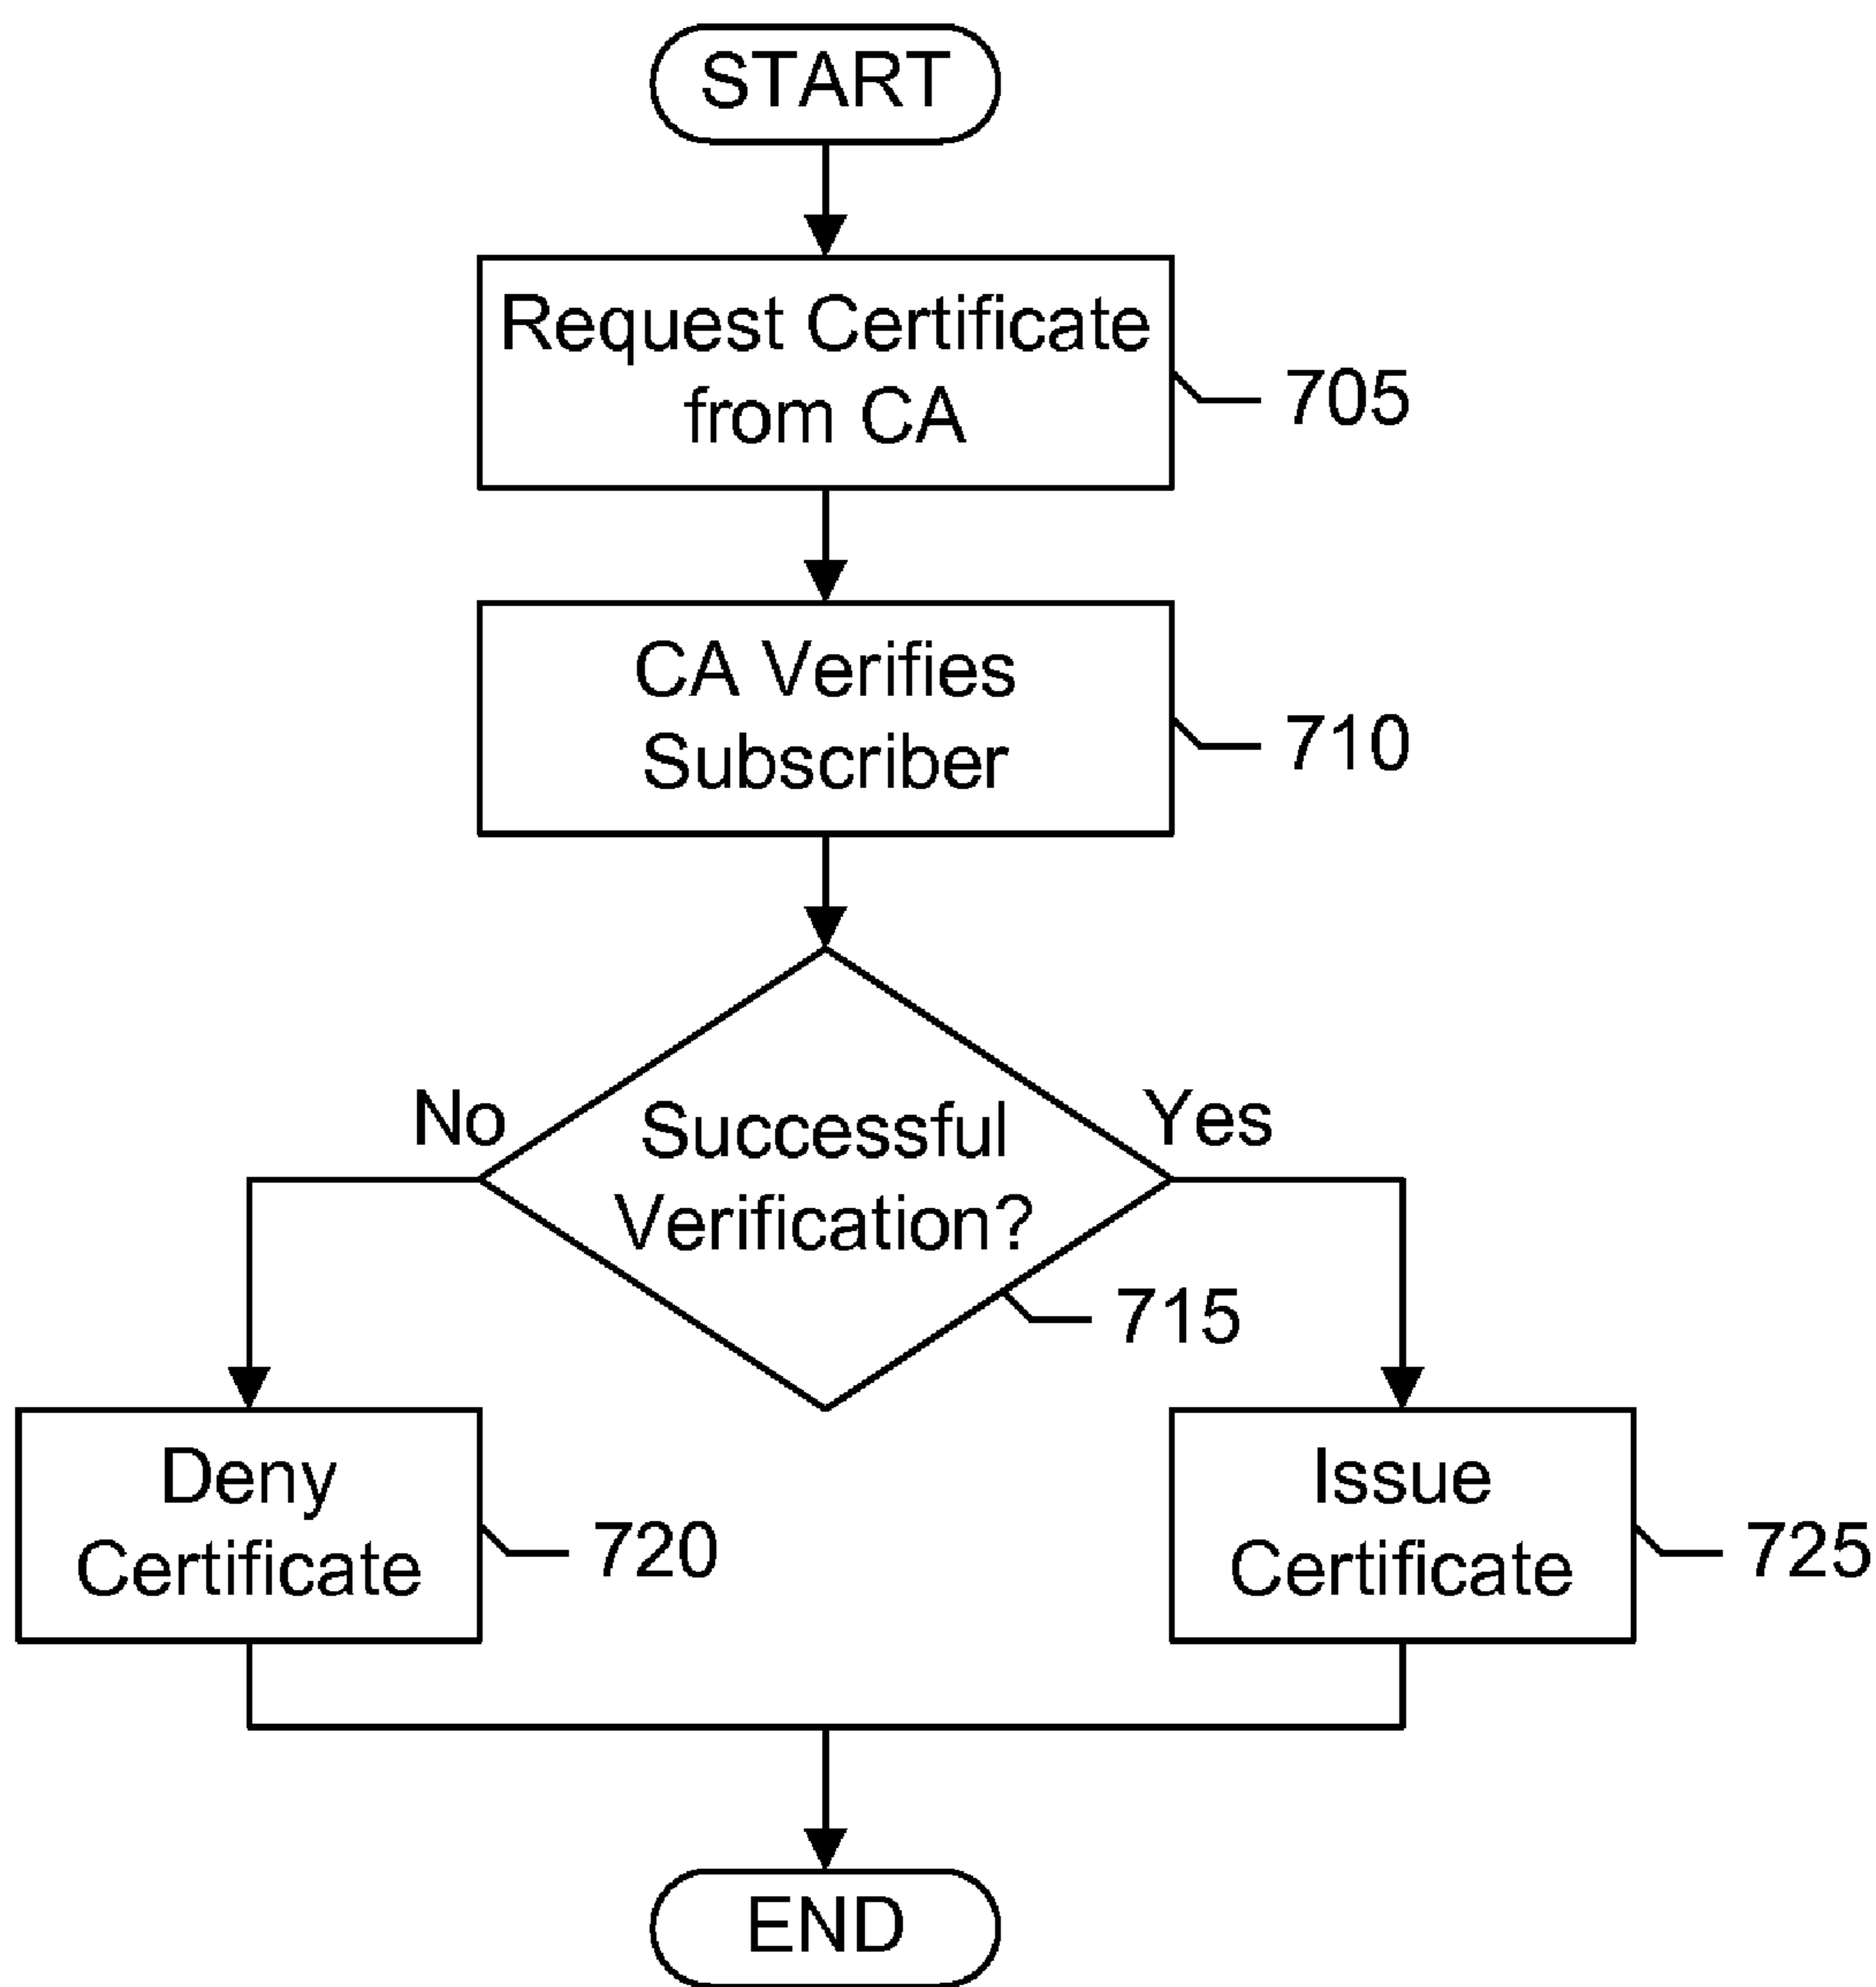 START
Request Certificate
from CA
705
CA Verifies
Subscriber
710
No
Successful
Verification?
Yes
715
Deny
Certificate
720
Issue
Certificate
725
END